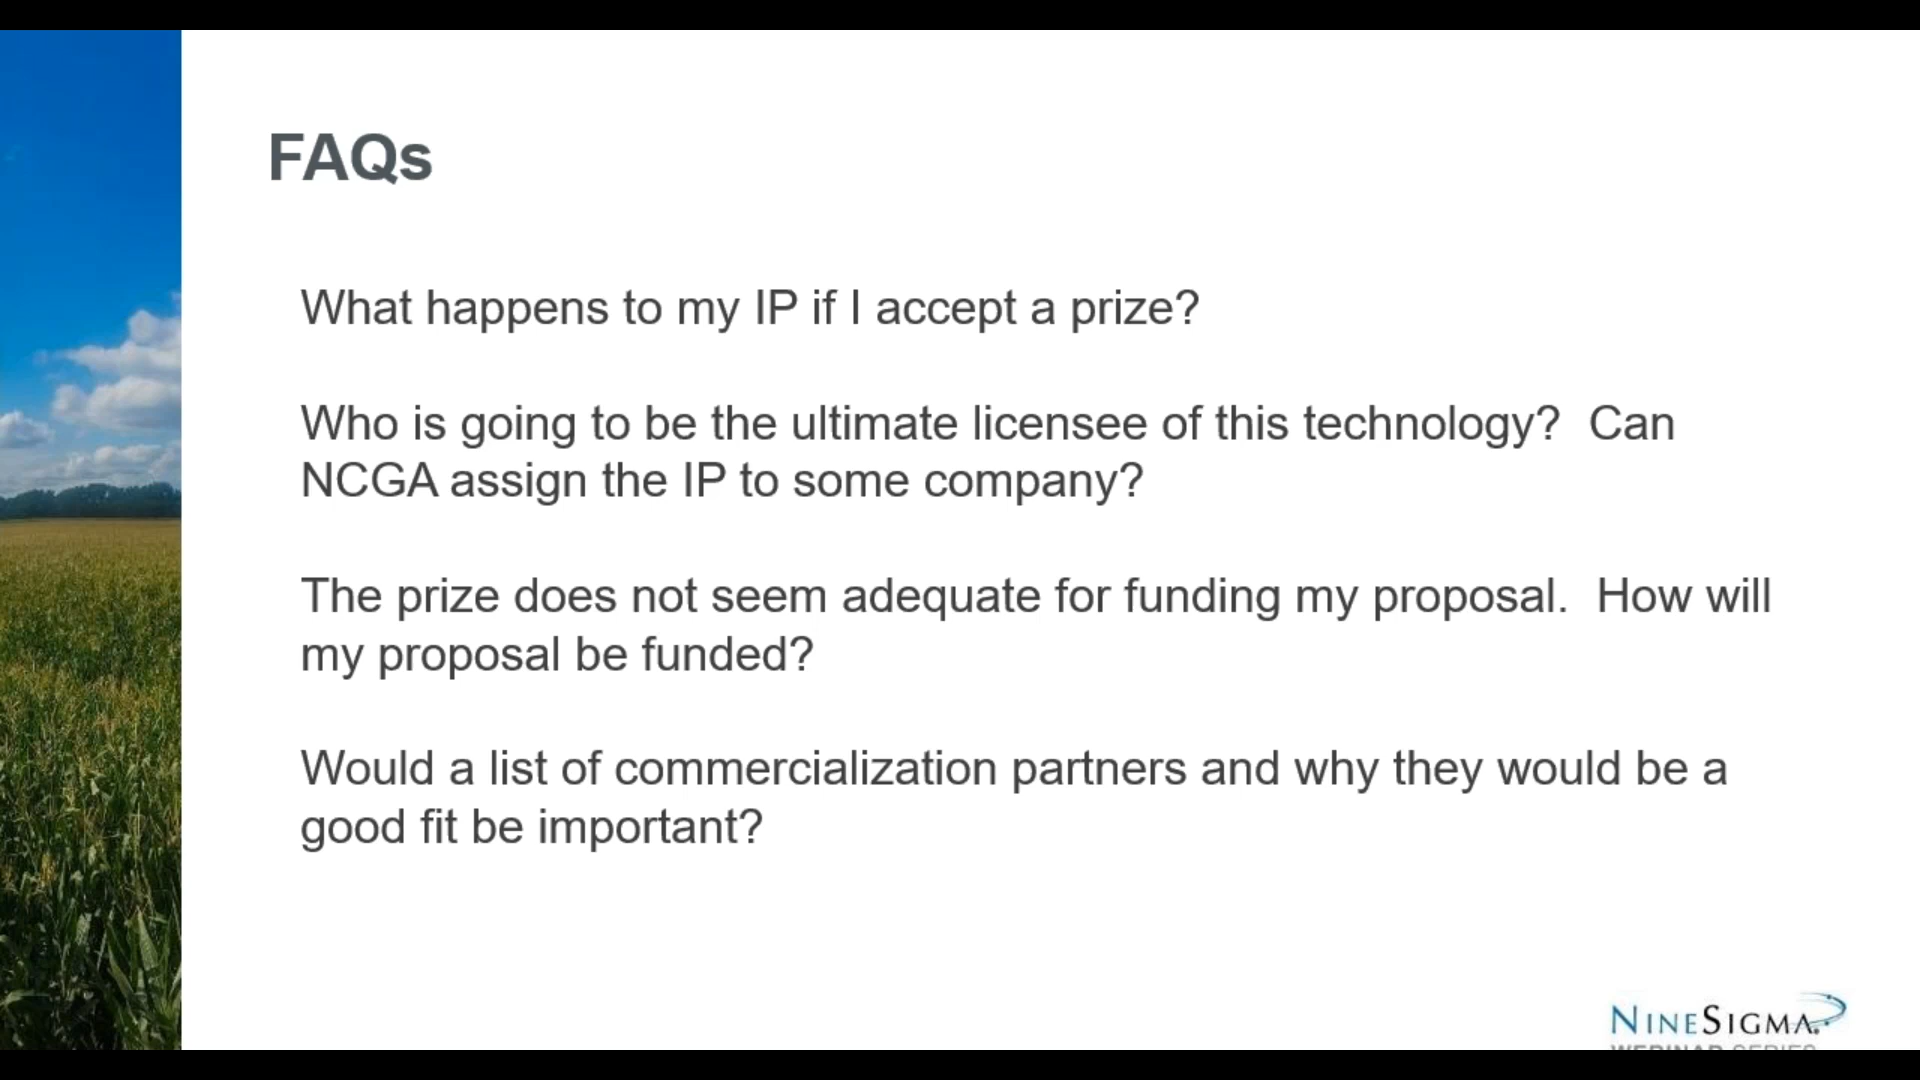 FAQs
What happens to my IP if I accept a prize?
Who is going to be the ultimate licensee of this technology?  Can
NCGA assign the IP to some company?
The prize does not seem adequate for funding my proposal.  How will
my proposal be funded?
Would a list of commercialization partners and why they would be a
good fit be important?
NINESIGMA
WEBINAR SERIES